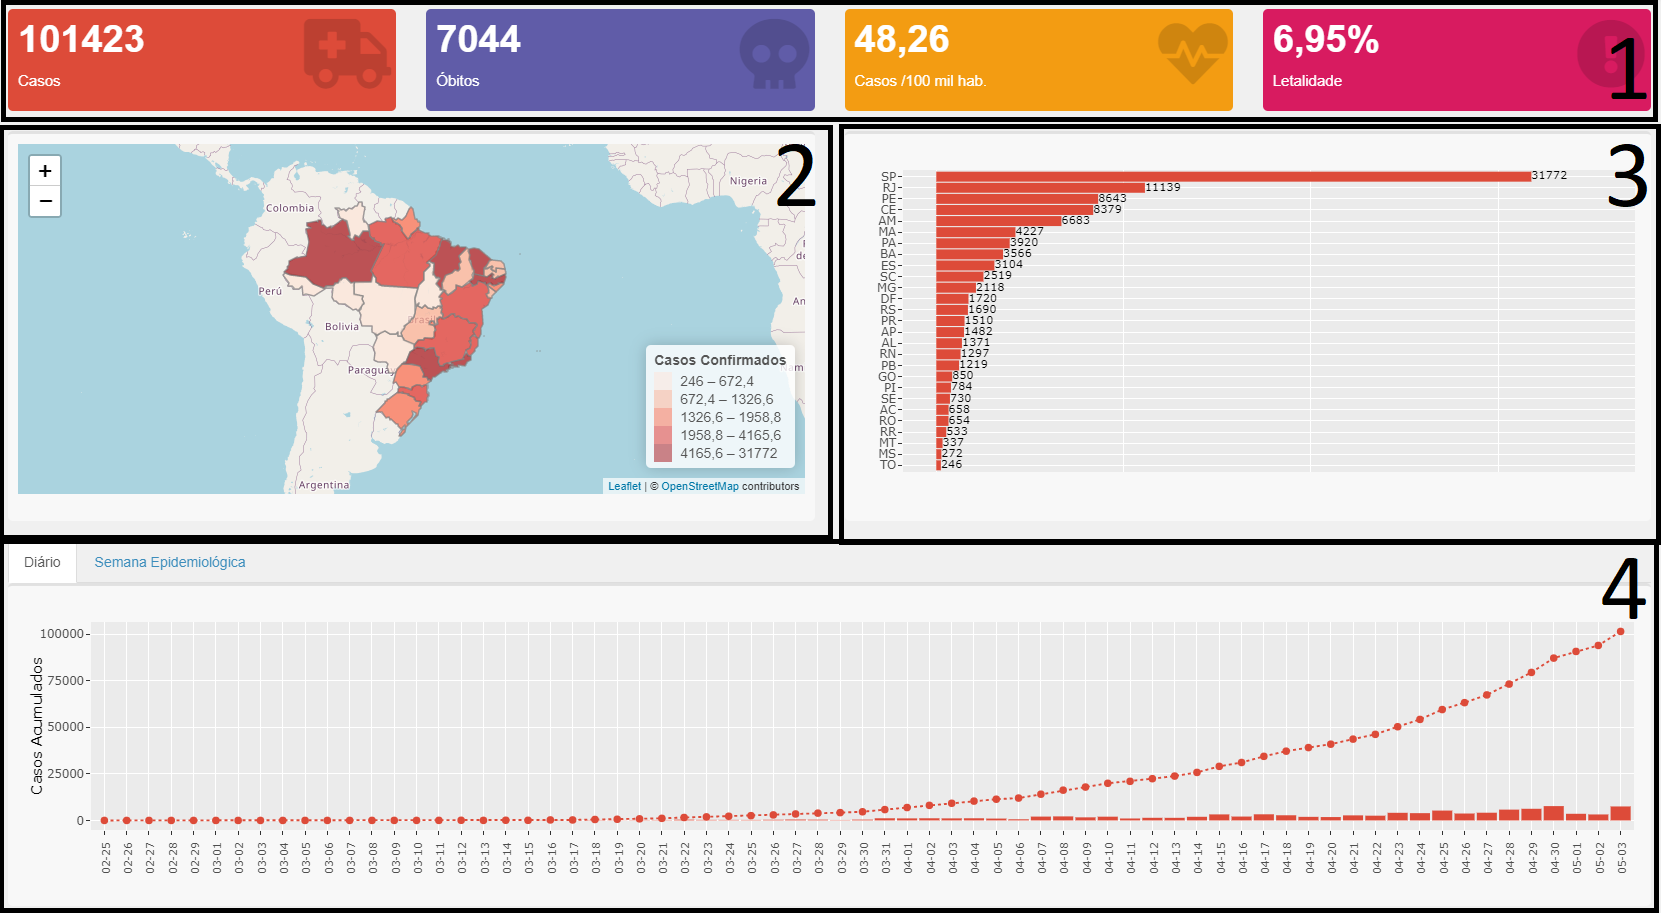 101423
Casos
7044
Óbitos
48,26
Casos /100 mil hab.
6,95%
Letalidade
1
2
+
−
Nigeria
Colombia
Perú
Brasil
Bolivia
Paraguay
Argentina
An
Casos Confirmados
246 – 672,4
672,4 – 1326,6
1326,6 – 1958,8
1958,8 – 4165,6
4165,6 – 31772
Leaflet | © OpenStreetMap contributors
3
SP 31772
RJ 11139
PE 8643
CE 8379
AM 6683
MA 4227
PA 3920
BA 3566
ES 3104
SC 2519
MG 2118
DF 1720
RS 1690
PR 1510
AP 1482
AL 1371
RN 1297
PB 1219
GO 850
PI 784
SE 730
AC 658
RO 654
RR 533
MT 337
MS 272
TO 246
Diário
Semana Epidemiológica
4
Casos Acumulados
100000
75000
50000
25000
0
02-25 02-26 02-27 02-28 02-29 03-01 03-02 03-03 03-04 03-05 03-06 03-07 03-08 03-09 03-10 03-11 03-12 03-13 03-14 03-15 03-16 03-17 03-18 03-19 03-20 03-21 03-22 03-23 03-24 03-25 03-26 03-27 03-28 03-29 03-30 03-31 04-01 04-02 04-03 04-04 04-05 04-06 04-07 04-08 04-09 04-10 04-11 04-12 04-13 04-14 04-15 04-16 04-17 04-18 04-19 04-20 04-21 04-22 04-23 04-24 04-25 04-26 04-27 04-28 04-29 04-30 05-01 05-02 05-03